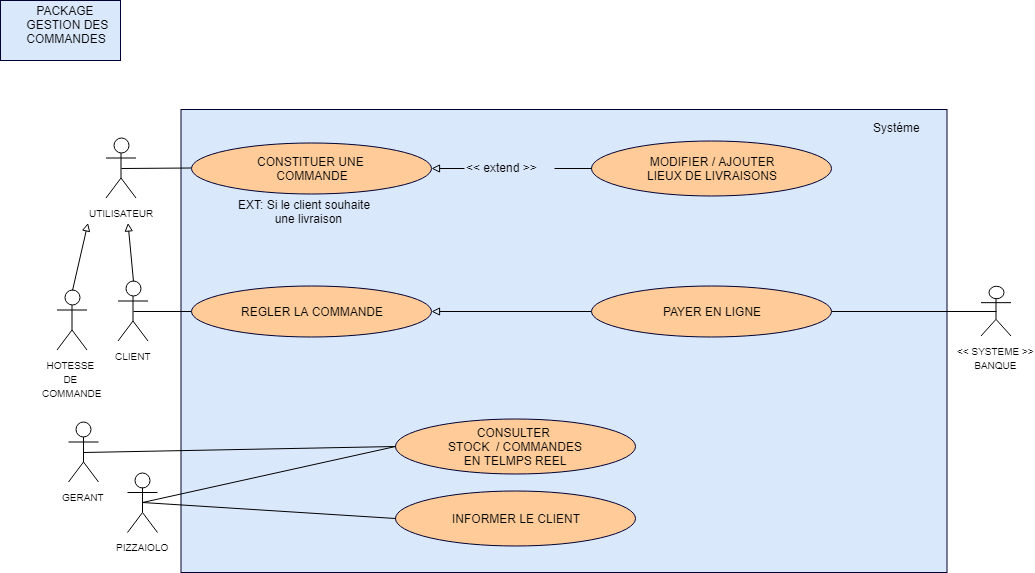 PACKAGE
GESTION DES
COMMANDES
Systéme
CONSTITUER UNE
COMMANDE
<< extend >>
MODIFIER / AJOUTER
LIEUX DE LIVRAISONS
UTILISATEUR
EXT: Si le client souhaite
une livraison
REGLER LA COMMANDE
PAYER EN LIGNE
CLIENT
HOTESSE
DE
COMMANDE
<< SYSTEME >>
BANQUE
CONSULTER
STOCK / COMMANDES
EN TELMPS REEL
GERANT
INFORMER LE CLIENT
PIZZAIOLO